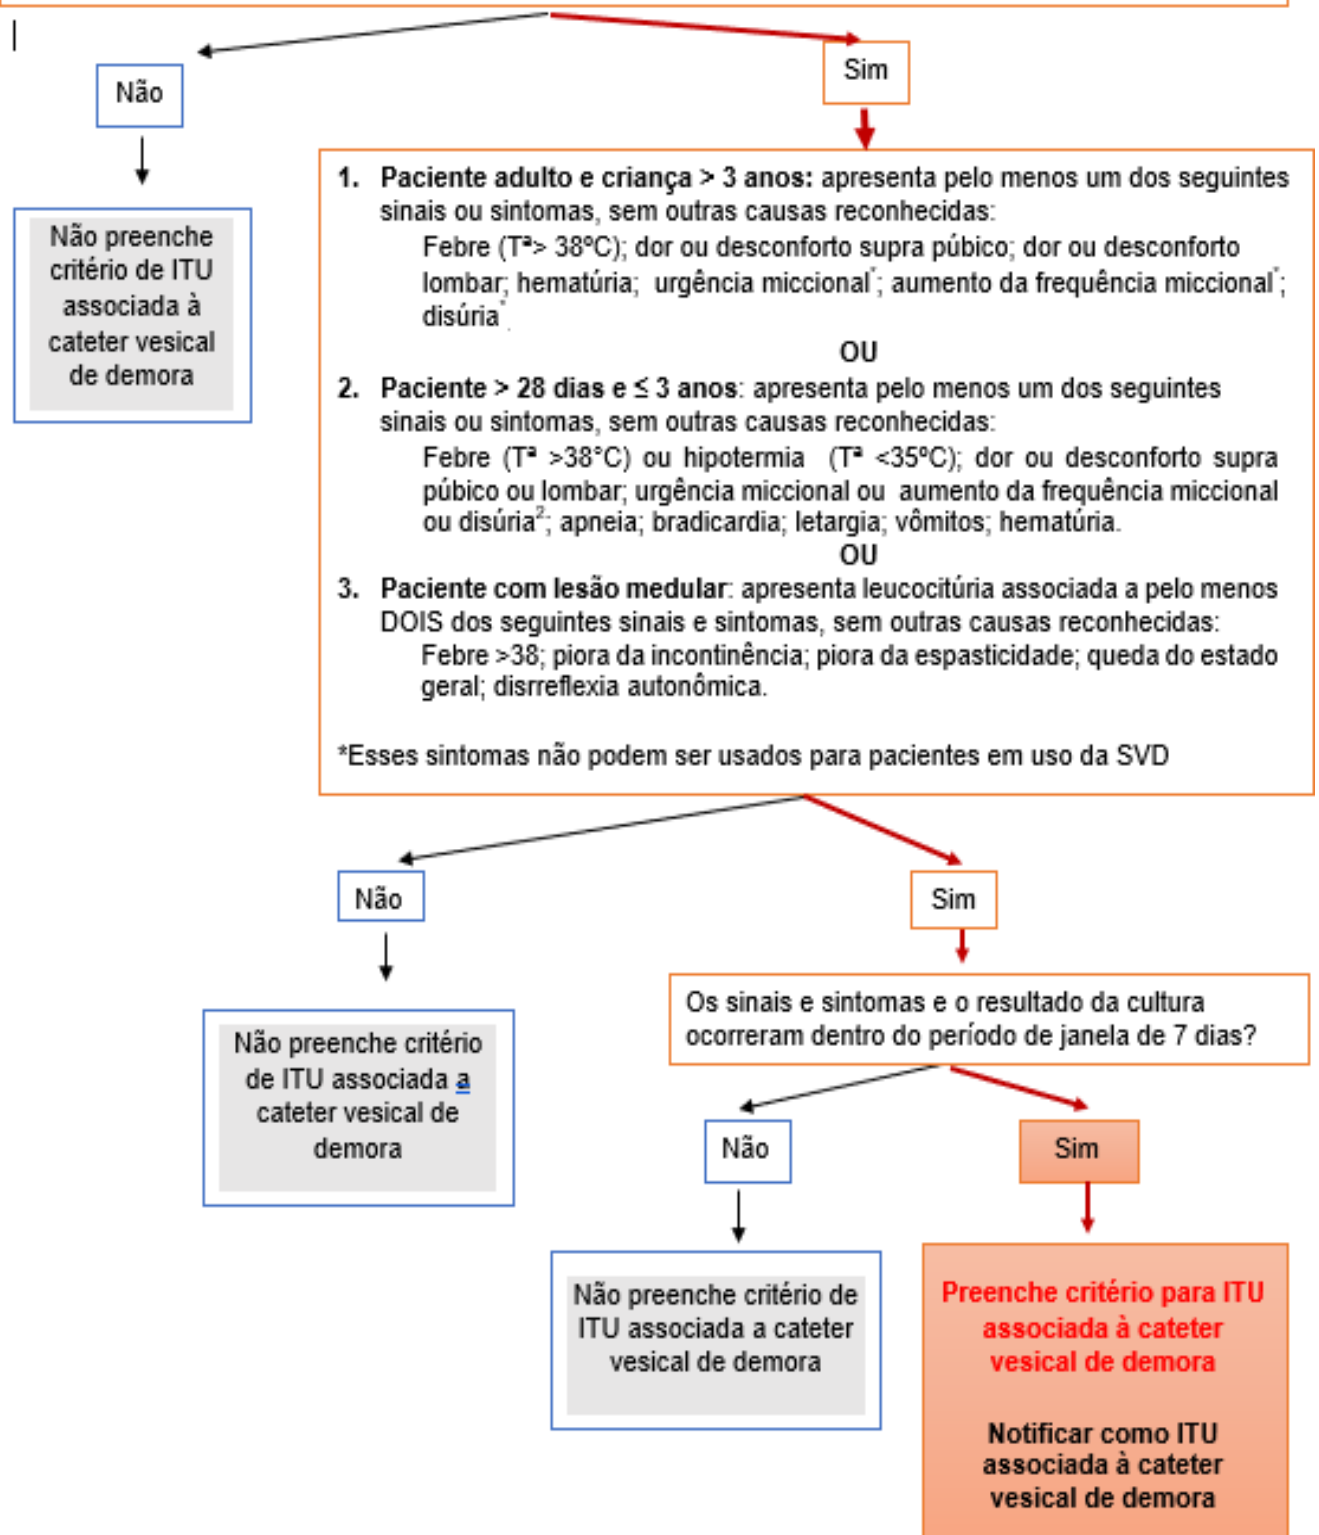 Não
Sim
Não preenche
critério de ITU
associada à
cateter vesical
de demora
1. Paciente adulto e criança > 3 anos: apresenta pelo menos um dos seguintes
sinais ou sintomas, sem outras causas reconhecidas:
Febre (Tª> 38ºC); dor ou desconforto supra púbico; dor ou desconforto
lombar; hematúria; urgência miccional*; aumento da frequência miccional*;
disúria*.
OU
2. Paciente > 28 dias e ≤ 3 anos: apresenta pelo menos um dos seguintes
sinais ou sintomas, sem outras causas reconhecidas:
Febre (Tª >38°C) ou hipotermia (Tª <35ºC); dor ou desconforto supra
púbico ou lombar; urgência miccional ou aumento da frequência miccional
ou disúria²; apneia; bradicardia; letargia; vômitos; hematúria.
OU
3. Paciente com lesão medular: apresenta leucocitúria associada a pelo menos
DOIS dos seguintes sinais e sintomas, sem outras causas reconhecidas:
Febre >38; piora da incontinência; piora da espasticidade; queda do estado
geral; disrreflexia autonômica.
*Esses sintomas não podem ser usados para pacientes em uso da SVD
Não
Sim
Não preenche critério
de ITU associada a
cateter vesical de
demora
Os sinais e sintomas e o resultado da cultura
ocorreram dentro do período de janela de 7 dias?
Não
Sim
Não preenche critério de
ITU associada a cateter
vesical de demora
Preenche critério para ITU
associada à cateter
vesical de demora
Notificar como ITU
associada à cateter
vesical de demora